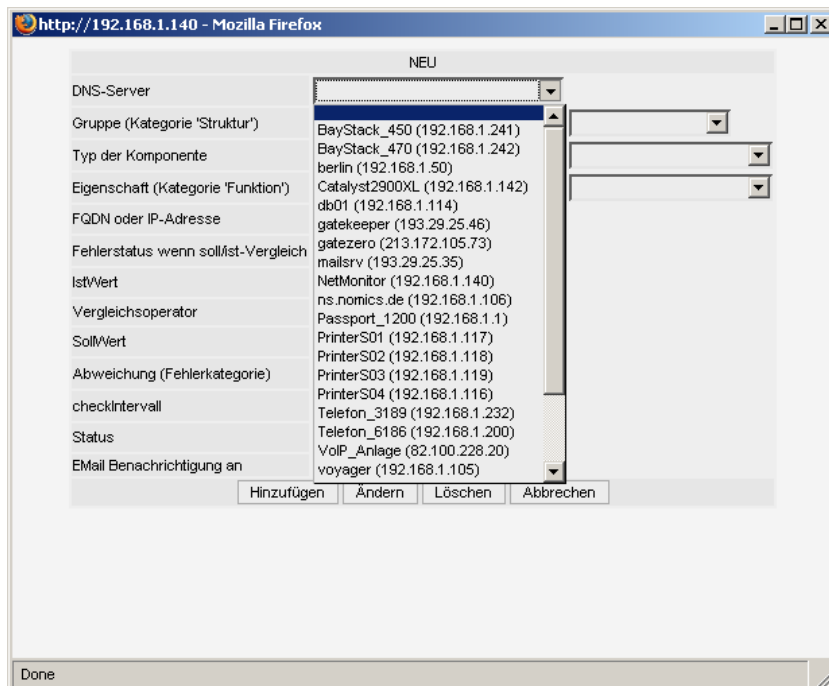 http://192.168.1.140 - Mozilla Firefox
NEU
DNS-Server
Gruppe (Kategorie 'Struktur')
Typ der Komponente
Eigenschaft (Kategorie 'Funktion')
FQDN oder IP-Adresse
Fehlerstatus wenn soll/ist-Vergleich
IstWert
Vergleichsoperator
SollWert
Abweichung (Fehlerkategorie)
checkIntervall
Status
EMail Benachrichtigung an
BayStack_450 (192.168.1.241)
BayStack_470 (192.168.1.242)
berlin (192.168.1.50)
Catalyst2900XL (192.168.1.142)
db01 (192.168.1.114)
gatekeeper (193.29.25.46)
gatezero (213.172.105.73)
mailsrv (193.29.25.35)
NetMonitor (192.168.1.140)
ns.nomics.de (192.168.1.106)
Passport_1200 (192.168.1.1)
PrinterS01 (192.168.1.117)
PrinterS02 (192.168.1.118)
PrinterS03 (192.168.1.119)
PrinterS04 (192.168.1.116)
Telefon_3189 (192.168.1.232)
Telefon_6186 (192.168.1.200)
VoIP_Anlage (82.100.228.20)
voyager (192.168.1.105)
Hinzufügen Ändern Löschen Abbrechen
Done